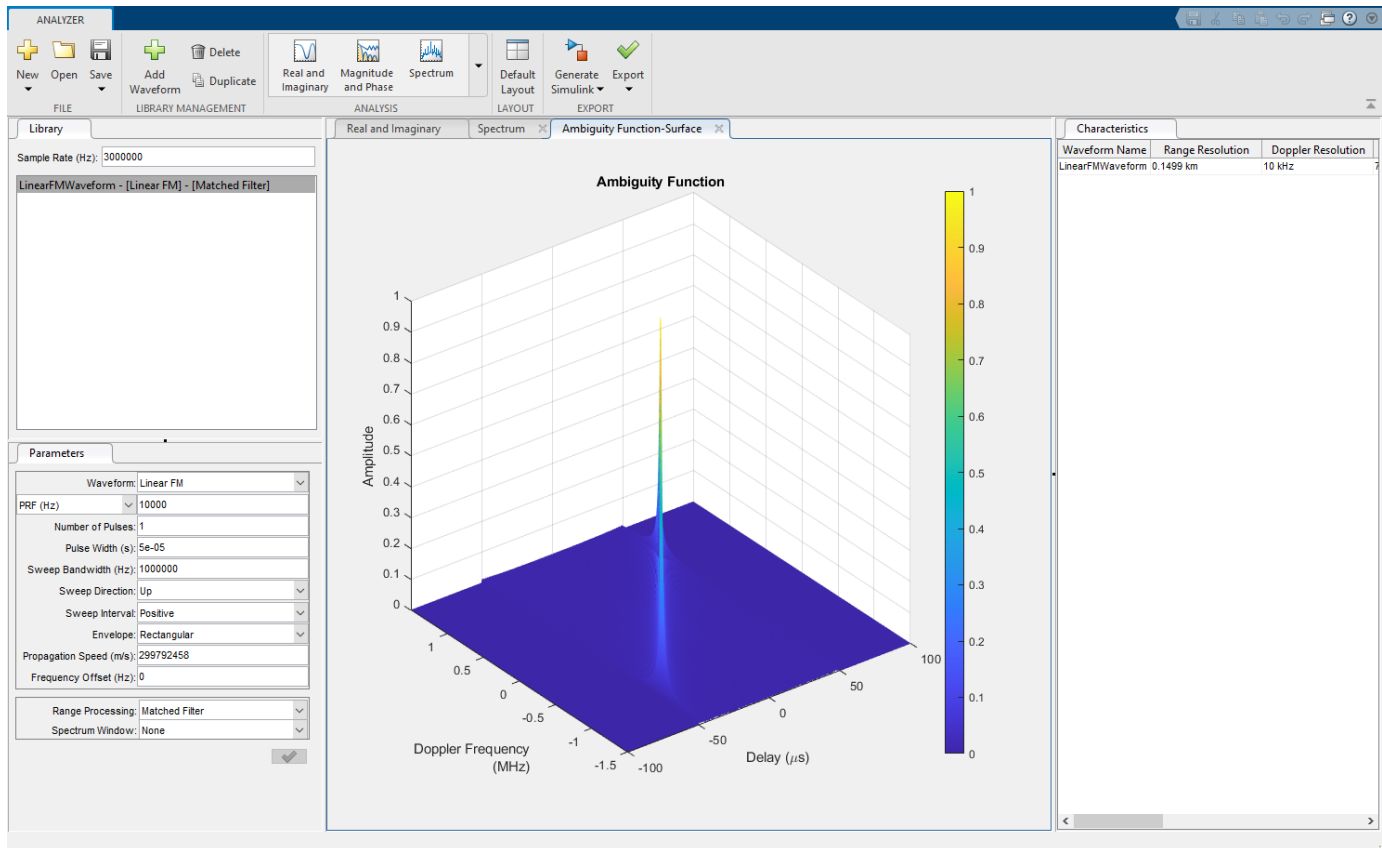 ANALYZER
New
Open
Save
FILE
Add
Waveform
Delete
Duplicate
LIBRARY MANAGEMENT
Real and
Imaginary
Magnitude
and Phase
Spectrum
ANALYSIS
Default
Layout
LAYOUT
Generate
Simulink
Export
EXPORT
Library
Sample Rate (Hz): 3000000
LinearFMWaveform - [Linear FM] - [Matched Filter]
Parameters
Waveform: Linear FM
PRF (Hz) 10000
Number of Pulses: 1
Pulse Width (s): 5e-05
Sweep Bandwidth (Hz): 1000000
Sweep Direction: Up
Sweep Interval: Positive
Envelope: Rectangular
Propagation Speed (m/s): 299792458
Frequency Offset (Hz): 0
Range Processing: Matched Filter
Spectrum Window: None
Real and Imaginary
Spectrum
Ambiguity Function-Surface
Ambiguity Function
Amplitude
1
0.9
0.8
0.7
0.6
0.5
0.4
0.3
0.2
0.1
0
1
0.5
0
-0.5
-1
-1.5
Doppler Frequency
(MHz)
-100
-50
0
50
100
Delay (μs)
1
0.9
0.8
0.7
0.6
0.5
0.4
0.3
0.2
0.1
0
Characteristics
Waveform Name Range Resolution Doppler Resolution
LinearFMWaveform 0.1499 km 10 kHz 7